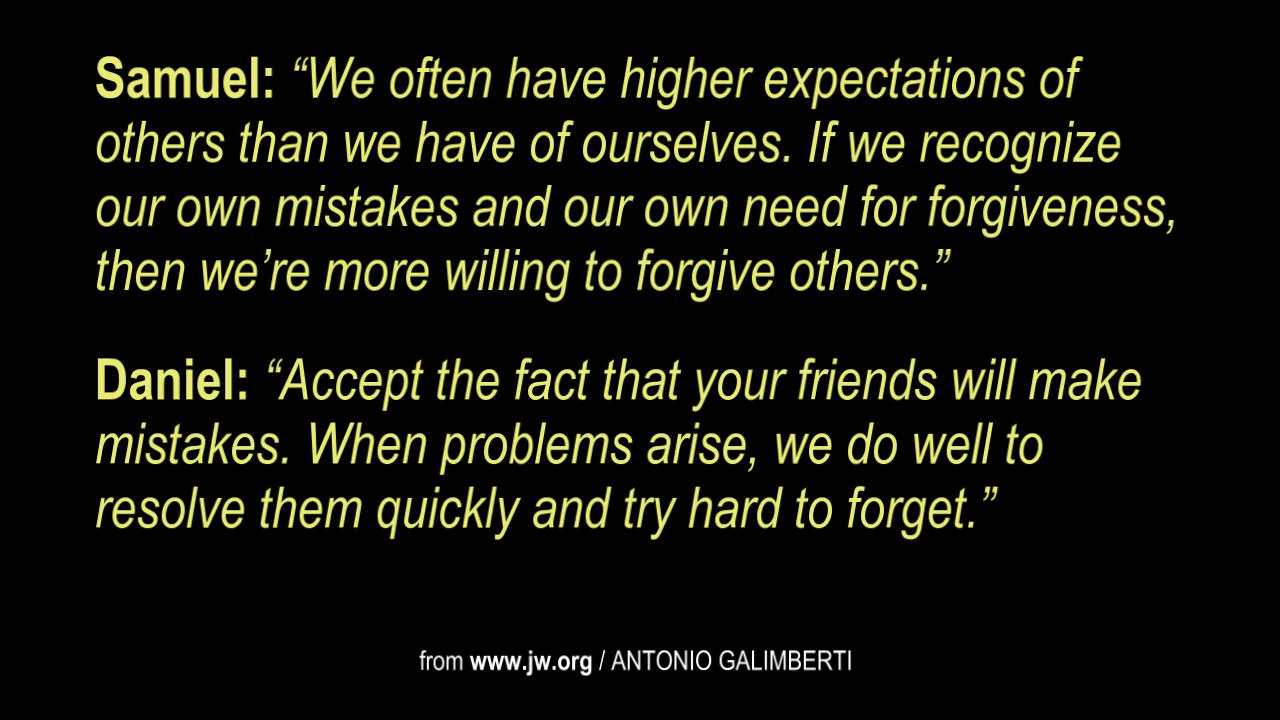 Samuel: “We often have higher expectations of
others than we have of ourselves. If we recognize
our own mistakes and our own need for forgiveness,
then we’re more willing to forgive others.”
Daniel: “Accept the fact that your friends will make
mistakes. When problems arise, we do well to
resolve them quickly and try hard to forget.”
from www.jw.org / ANTONIO GALIMBERTI